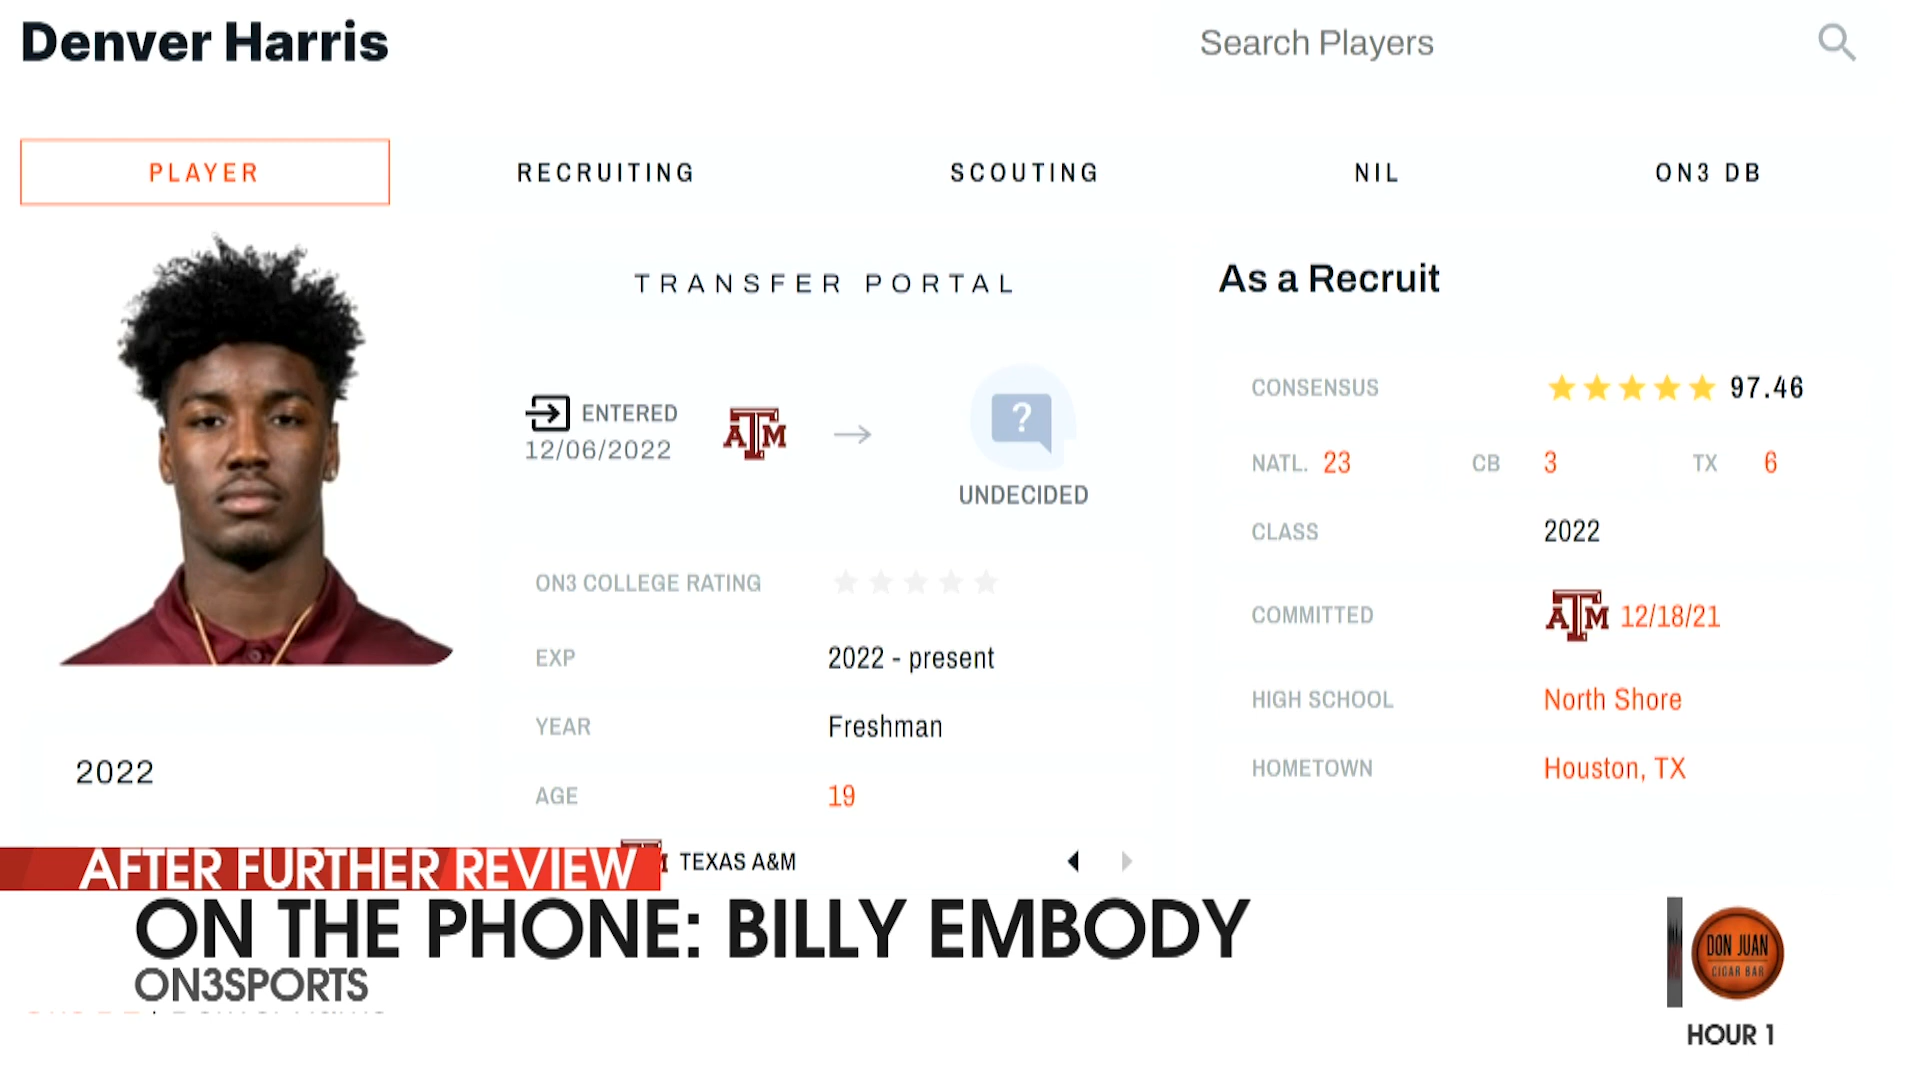 Denver Harris
Search Players
PLAYER
RECRUITING
SCOUTING
NIL
ON3 DB
TRANSFER PORTAL
ENTERED
12/06/2022
ATM
?
UNDECIDED
ON3 COLLEGE RATING
EXP 2022 - present
YEAR Freshman
AGE 19
TEXAS A&M
As a Recruit
CONSENSUS 97.46
NATL. 23 CB 3 TX 6
CLASS 2022
COMMITTED ATM 12/18/21
HIGH SCHOOL North Shore
HOMETOWN Houston, TX
2022
AFTER FURTHER REVIEW
ON THE PHONE: BILLY EMBODY
ON3SPORTS
DON JUAN
CIGAR BAR
HOUR 1